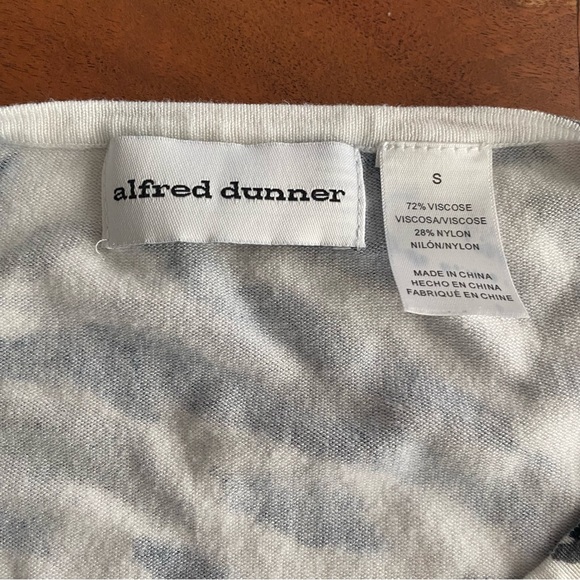 alfred dunner
S
72% VISCOSE
VISCOSA/VISCOSE
28% NYLON
NILÓN/NYLON
MADE IN CHINA
HECHO EN CHINA
FABRIQUÉ EN CHINE